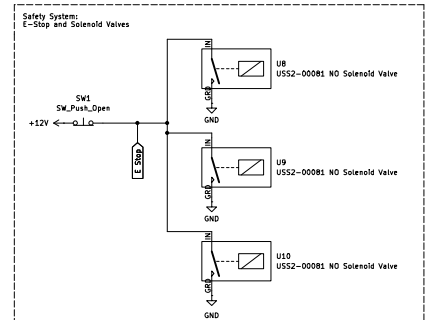 Safety System:
E-Stop and Solenoid Valves
IN
U8
USS2-00081 NO Solenoid Valve
GRD
GND
SW1
SW_Push_Open
+12V
E Stop
IN
U9
USS2-00081 NO Solenoid Valve
GRD
GND
IN
U10
USS2-00081 NO Solenoid Valve
GRD
GND